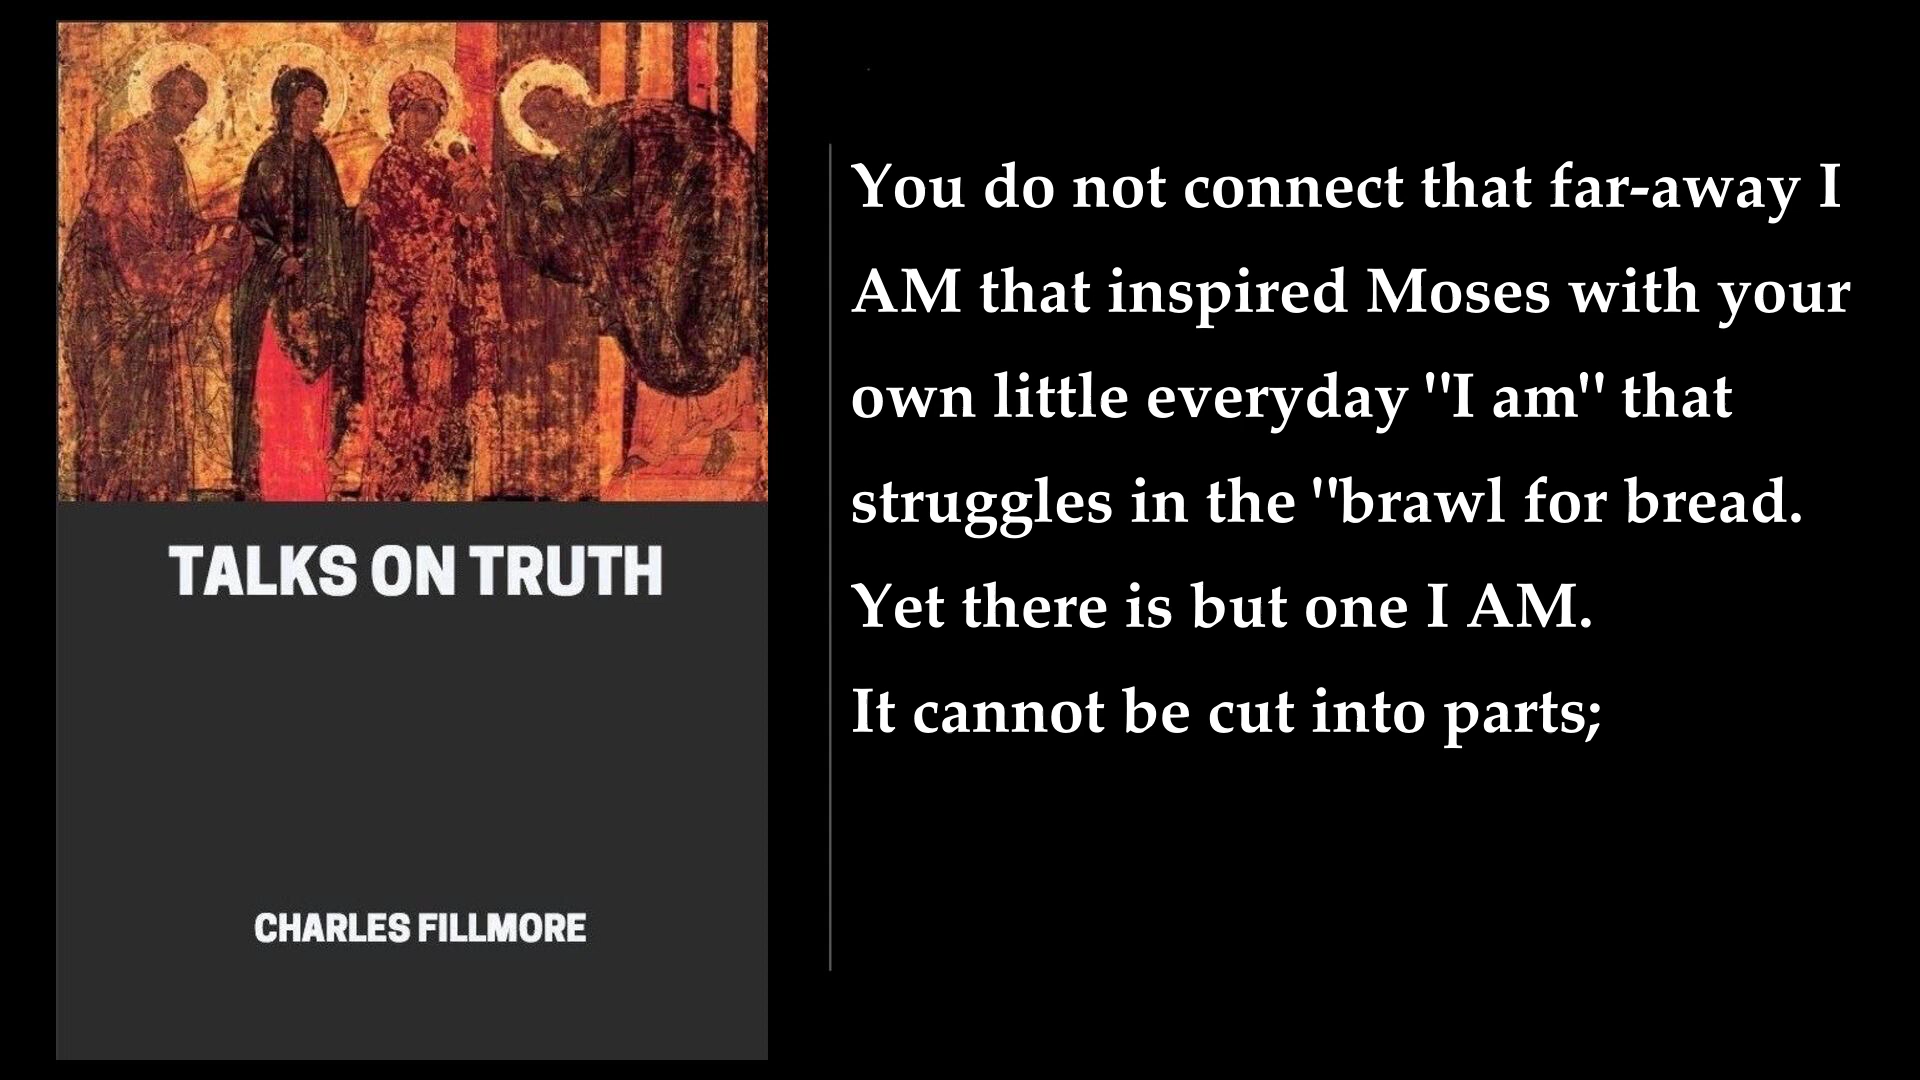 TALKS ON TRUTH
CHARLES FILLMORE
You do not connect that far-away I
AM that inspired Moses with your
own little everyday "I am" that
struggles in the "brawl for bread.
Yet there is but one I AM.
It cannot be cut into parts;